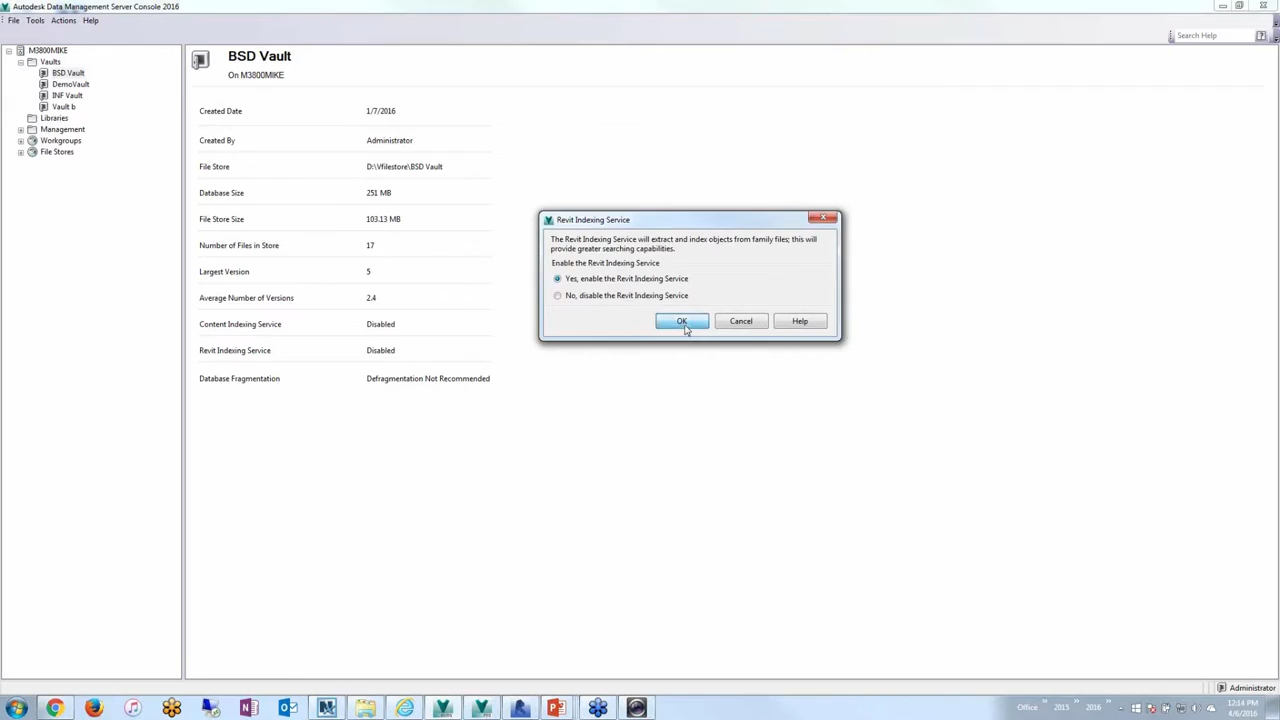 Autodesk Data Management Server Console 2016
File Tools Actions Help
Search Help
M3800MIKE
Vaults
BSD Vault
DemoVault
INF Vault
Vault b
Libraries
Management
Workgroups
File Stores
BSD Vault
On M3800MIKE
Created Date 1/7/2016
Created By Administrator
File Store D:\Vfilestore\BSD Vault
Database Size 251 MB
File Store Size 103.13 MB
Number of Files in Store 17
Largest Version 5
Average Number of Versions 2.4
Content Indexing Service Disabled
Revit Indexing Service Disabled
Database Fragmentation Defragmentation Not Recommended
Revit Indexing Service
The Revit Indexing Service will extract and index objects from family files; this will
provide greater searching capabilities.
Enable the Revit Indexing Service
Yes, enable the Revit Indexing Service
No, disable the Revit Indexing Service
OK Cancel Help
Administrator
Office 2015 2016
12:14 PM
4/6/2016